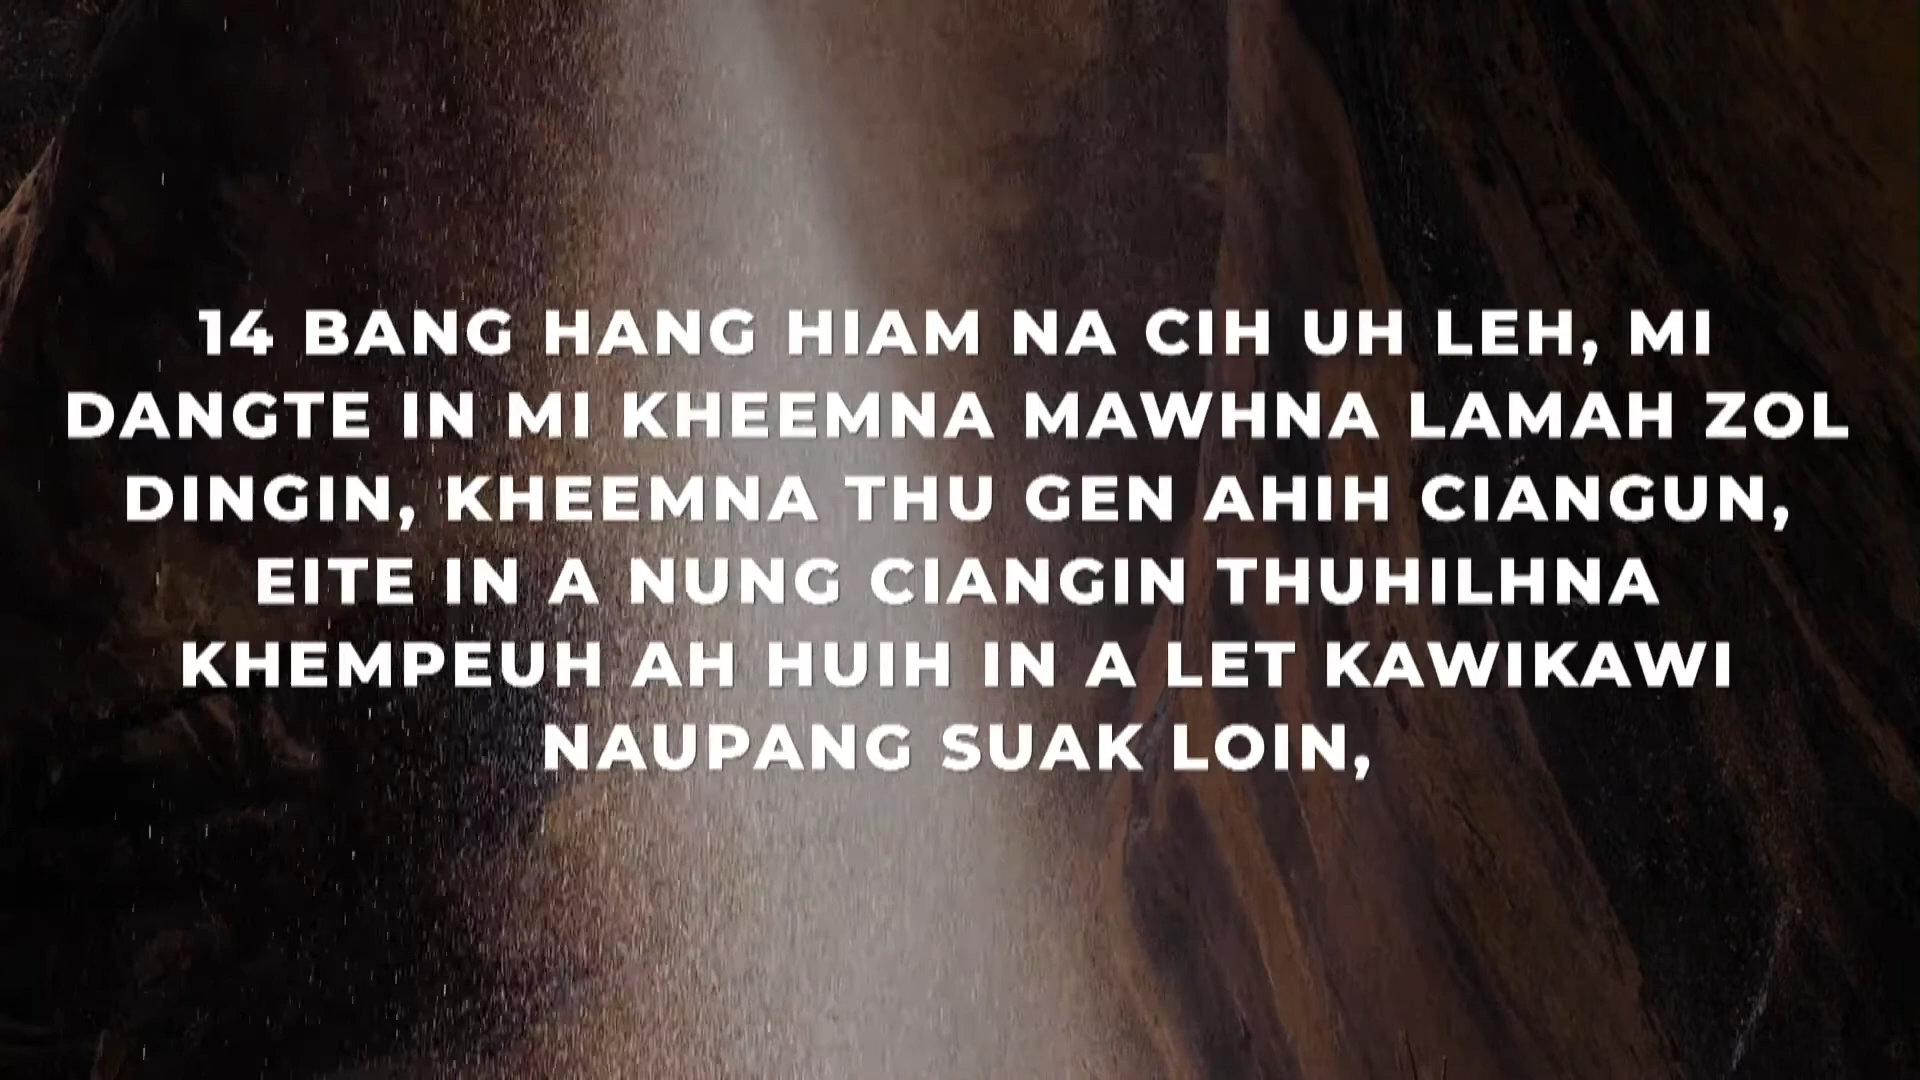 14 BANG HANG HIAM NA CIH UH LEH, MI
DANGTE IN MI KHEEMNA MAWHNA LAMAH ZOL
DINGIN, KHEEMNA THU GEN AHIH CIANGUN,
EITE IN A NUNG CIANGIN THUHILHNA
KHEMPEUH AH HUIH IN A LET KAWIKAWI
NAUPANG SUAK LOIN,